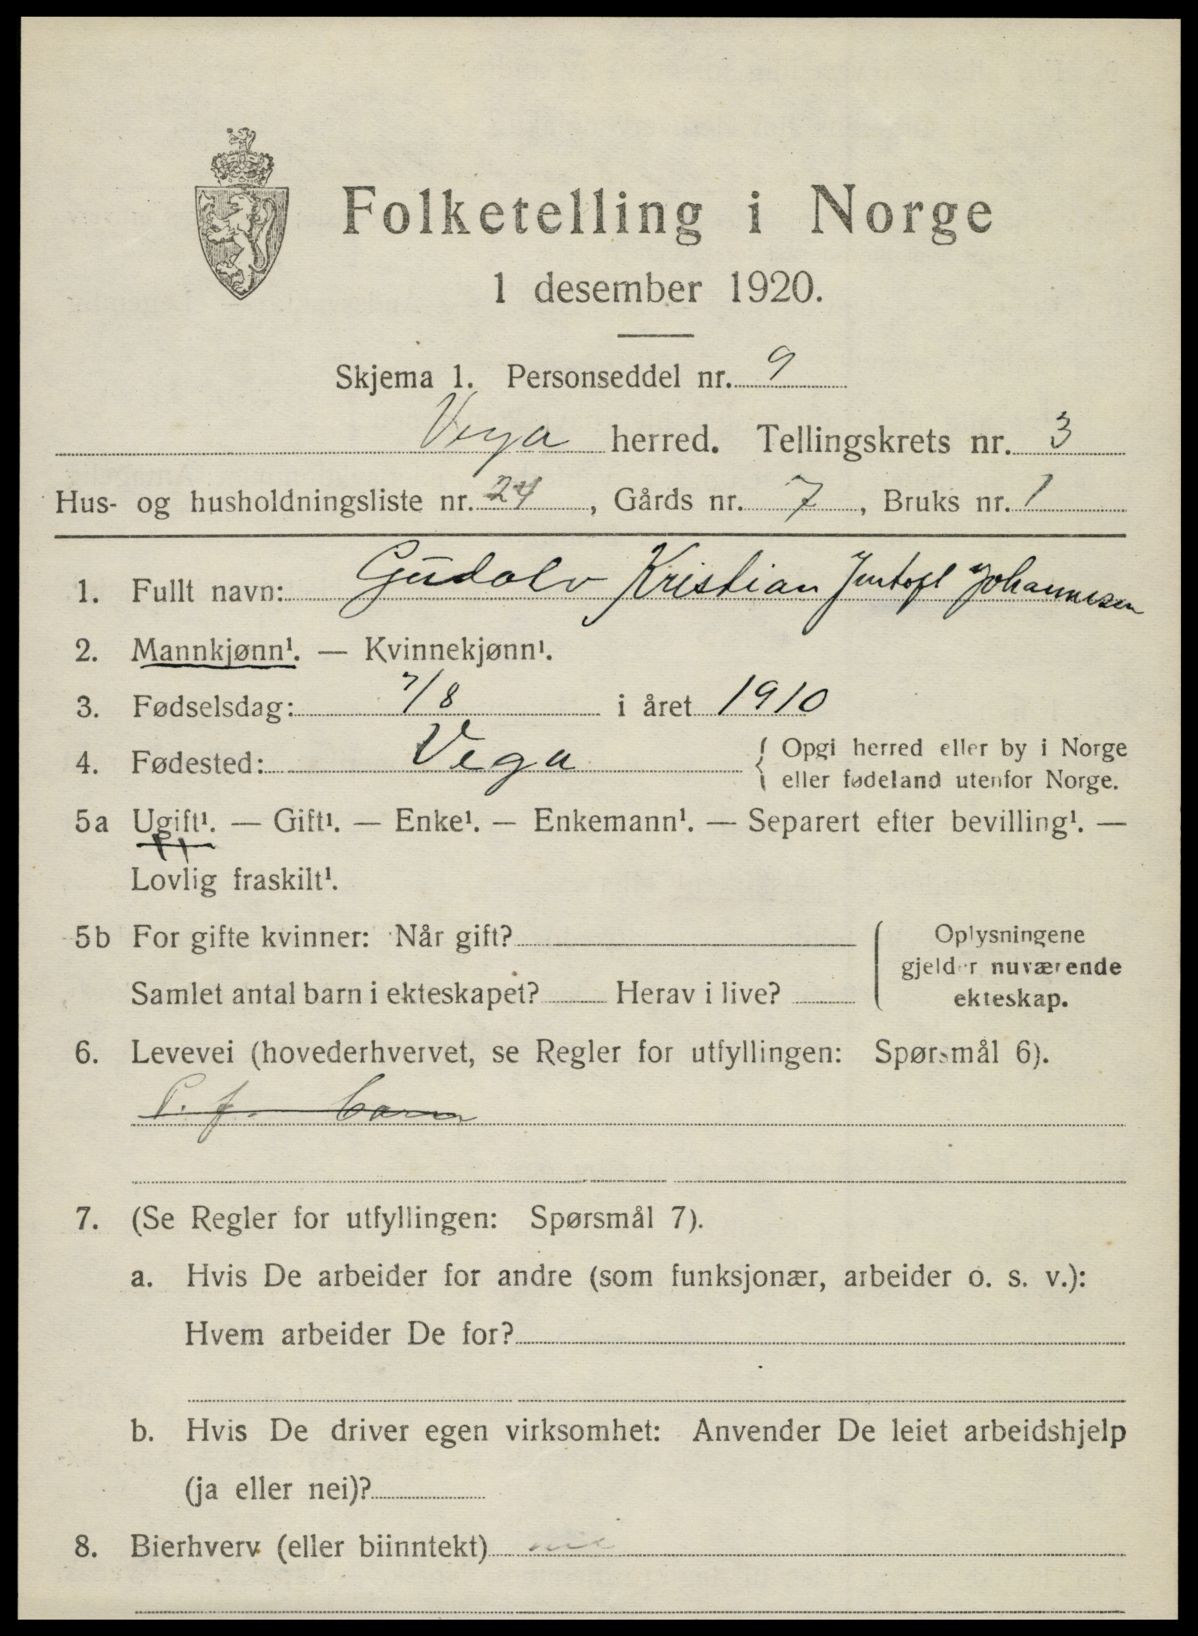 Folketelling i Norge
1 desember 1920.
Skjema 1. Personseddel nr. 9
Vega herred. Tellingskrets nr. 3
Hus- og husholdningsliste nr. 24, Gårds nr. 7, Bruks nr. 1
1. Fullt navn: Gudolv Kristian Johannesen
2. Mannkjønn¹. — Kvinnekjønn¹.
3. Fødselsdag: 7/8 i året 1910
4. Fødested: Vega { Opgi herred eller by i Norge
eller fødeland utenfor Norge.
5a Ugift¹. — Gift¹. — Enke¹. — Enkemann¹. — Separert efter bevilling¹. —
Lovlig fraskilt¹.
5b For gifte kvinner: Når gift?
Samlet antal barn i ekteskapet? Herav i live?
{ Oplysningene
gjelder nuværende
ekteskap.
6. Levevei (hovederhvervet, se Regler for utfyllingen: Spørsmål 6).
P. f. barn
7. (Se Regler for utfyllingen: Spørsmål 7).
a. Hvis De arbeider for andre (som funksjonær, arbeider o. s. v.):
Hvem arbeider De for?
b. Hvis De driver egen virksomhet: Anvender De leiet arbeidshjelp
(ja eller nei)?
8. Bierhverv (eller biinntekt)